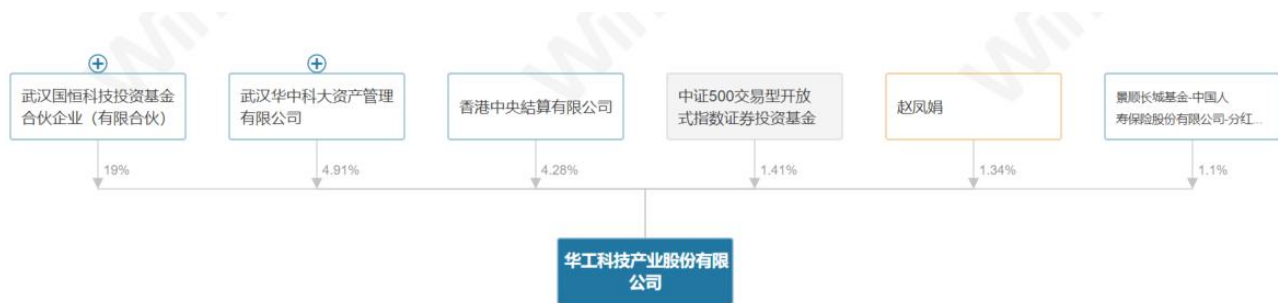 武汉国恒科技投资基金
合伙企业（有限合伙）
武汉华中科大资产管理
有限公司
香港中央結算有限公司
中证500交易型开放
式指数证券投资基金
赵凤娟
景顺长城基金-中国人
寿保险股份有限公司-分红...
19%
4.91%
4.28%
1.41%
1.34%
1.1%
华工科技产业股份有限
公司